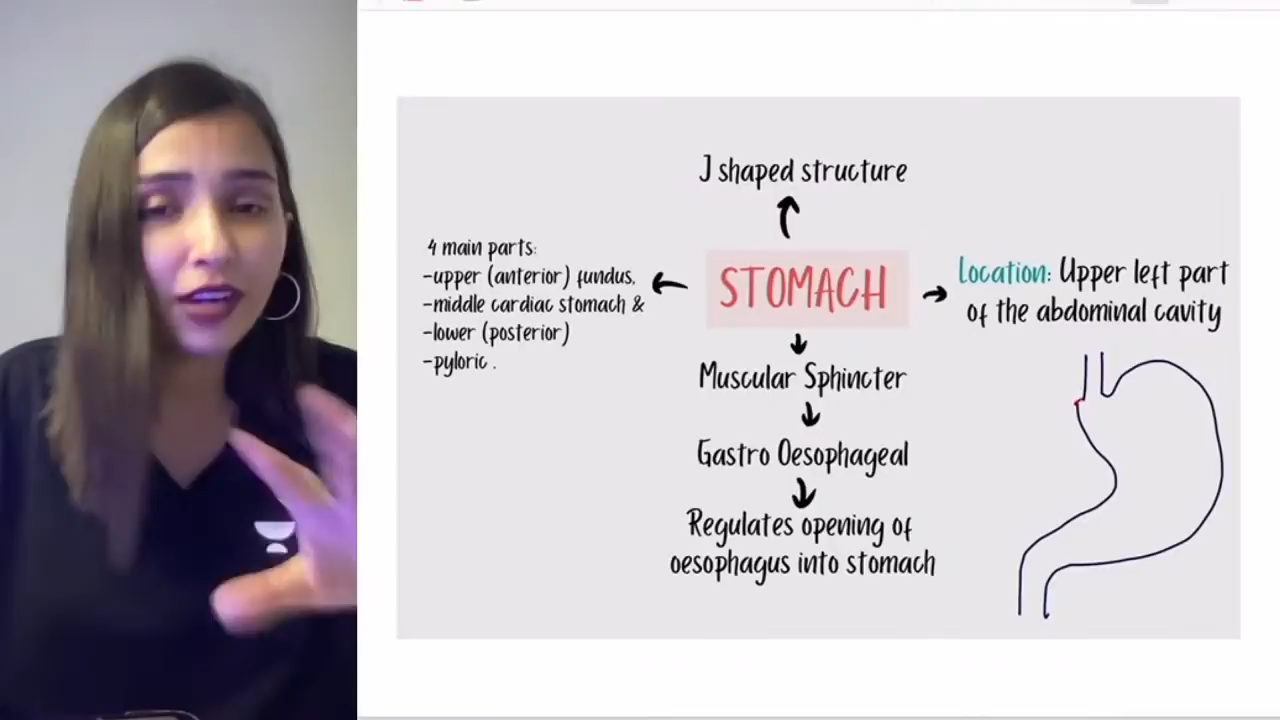 J shaped structure
4 main parts:
-upper (anterior) fundus,
-middle cardiac stomach &
-lower (posterior)
-pyloric .
STOMACH
Location: Upper left part
of the abdominal cavity
Muscular Sphincter
Gastro Oesophageal
Regulates opening of
oesophagus into stomach